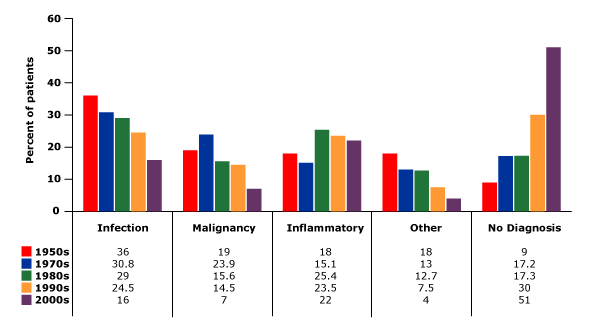 60
50
40
30
20
10
0
Percent of patients
Infection Malignancy Inflammatory Other No Diagnosis
1950s 36 19 18 18 9
1970s 30.8 23.9 15.1 13 17.2
1980s 29 15.6 25.4 12.7 17.3
1990s 24.5 14.5 23.5 7.5 30
2000s 16 7 22 4 51